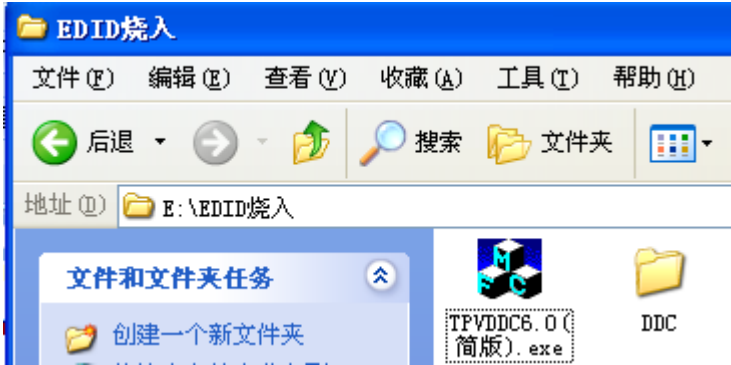 EDID烧入
文件(F) 编辑(E) 查看(V) 收藏(A) 工具(T) 帮助(H)
后退 搜索 文件夹
地址(D) E:\EDID烧入
文件和文件夹任务
创建一个新文件夹
MFC
TPVDDC6.0(
简版).exe
DDC